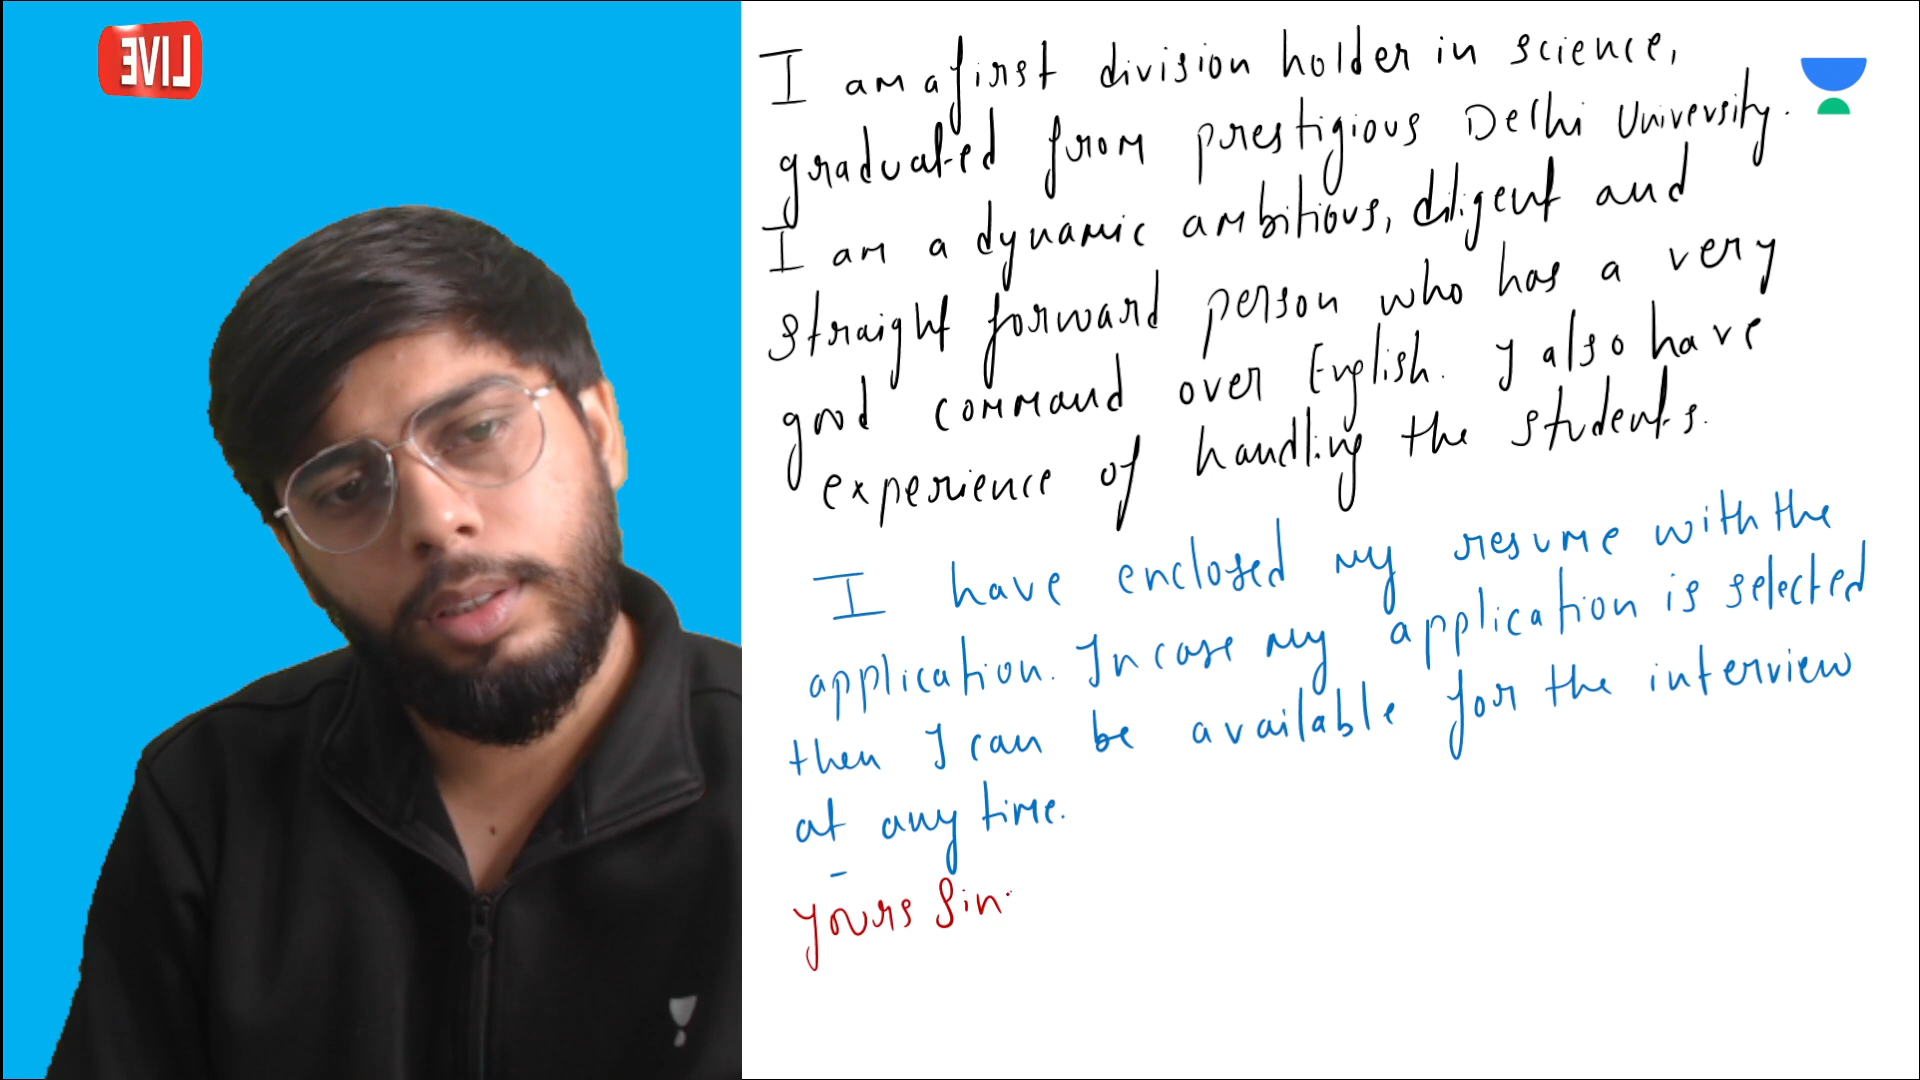 LIVE
I am a first division holder in science,
graduated from prestigious Delhi University.
I am a dynamic ambitious, diligent and
straight forward person who has a very
good command over English. I also have
experience of handling the students.
I have enclosed my resume with the
application. In case my application is selected
then I can be available for the interview
at any time.
Yours Sin